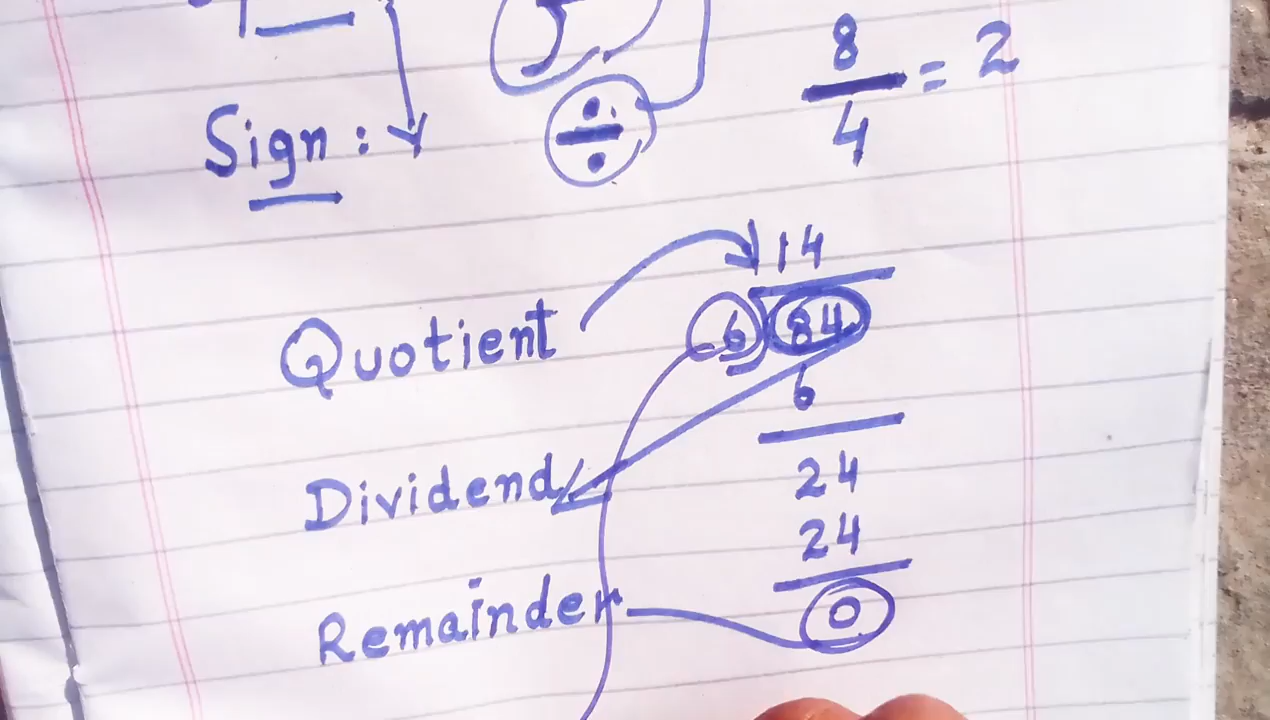 8
4 = 2
Sign : ÷
14
Quotient
6 84
6
Dividend
24
24
Remainder
0